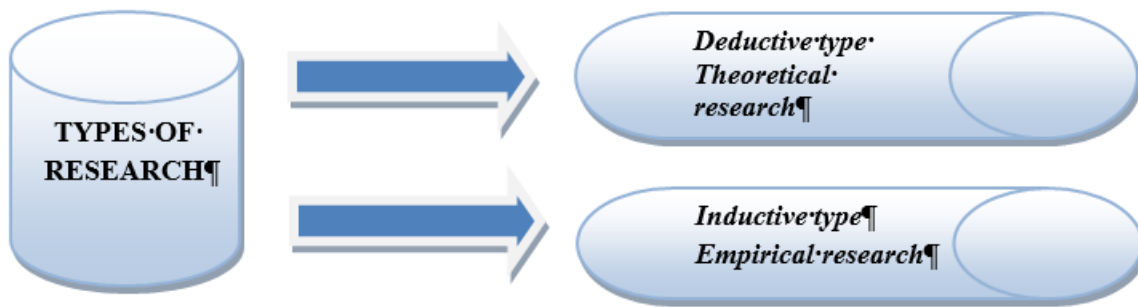 TYPES·OF·
RESEARCH¶
Deductive·type·
Theoretical·
research¶
Inductive·type¶
Empirical·research¶